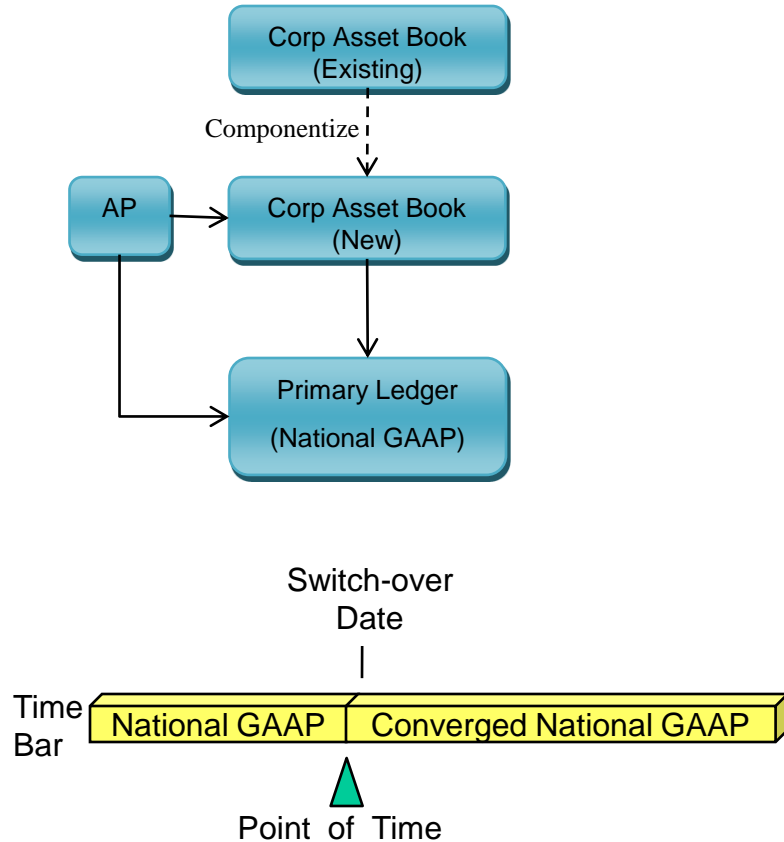 Corp Asset Book
(Existing)
Componentize
AP
Corp Asset Book
(New)
Primary Ledger
(National GAAP)
Switch-over
Date
Time
Bar
National GAAP
Converged National GAAP
Point of Time